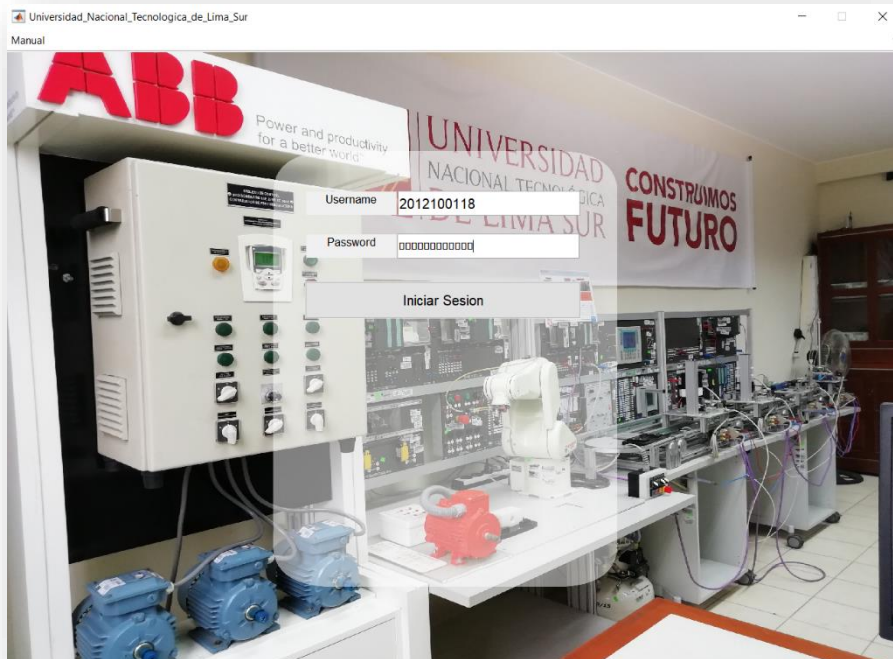 Universidad_Nacional_Tecnologica_de_Lima_Sur
Manual
ABB
Power and productivity
for a better world
UNIVERSIDAD
NACIONAL TECNOLÓGICA
DE LIMA SUR
CONSTRUIMOS
FUTURO
Username
2012100118
Password
Iniciar Sesion